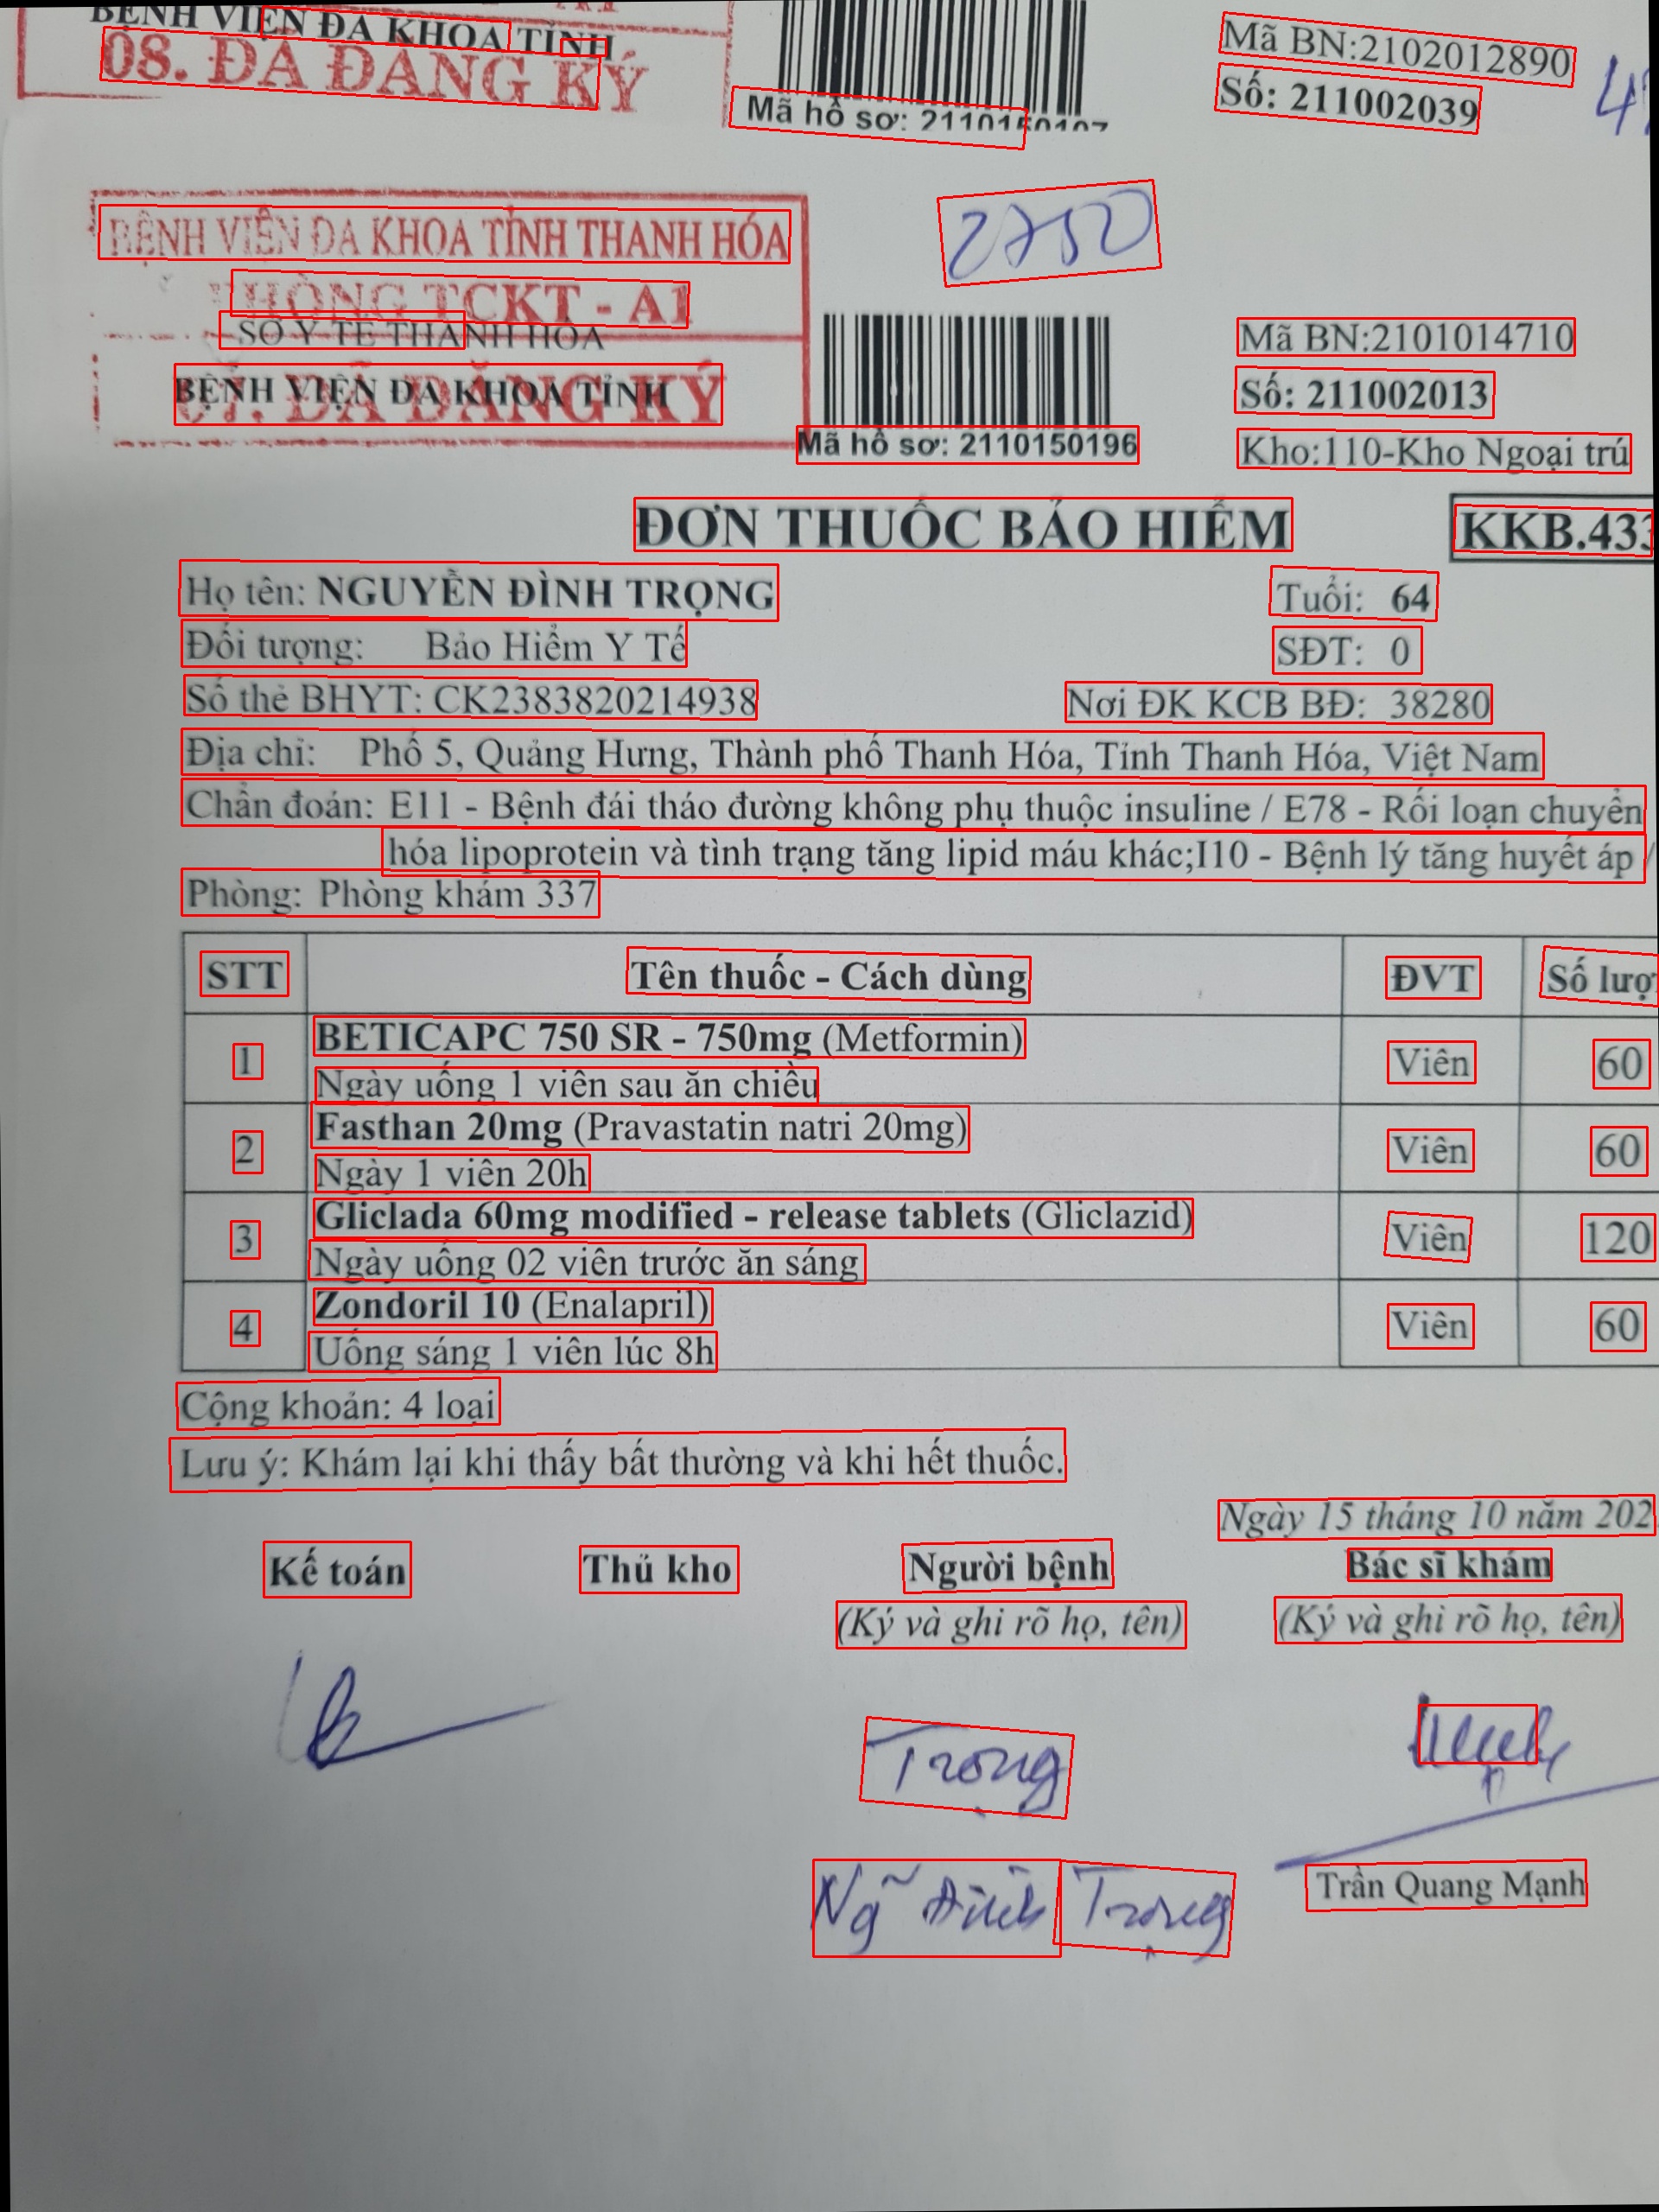 BỆNH VIỆN ĐA KHOA TỈNH
08. ĐÃ ĐĂNG KÝ
Mã BN:2102012890
Số: 211002039
Mã hồ sơ: 2110150197
BỆNH VIỆN ĐA KHOA TỈNH THANH HÓA
2750
PHÒNG TCKT - A1
SỞ Y TẾ THANH HÓA
Mã BN:2101014710
BỆNH VIỆN ĐA KHOA TỈNH
ĐÃ ĐĂNG KÝ
Số: 211002013
Mã hồ sơ: 2110150196
Kho:110-Kho Ngoại trú
ĐƠN THUỐC BẢO HIỂM
KKB.433
Họ tên: NGUYỄN ĐÌNH TRỌNG Tuổi: 64
Đối tượng: Bảo Hiểm Y Tế SĐT: 0
Số thẻ BHYT: CK2383820214938 Nơi ĐK KCB BĐ: 38280
Địa chỉ: Phố 5, Quảng Hưng, Thành phố Thanh Hóa, Tỉnh Thanh Hóa, Việt Nam
Chẩn đoán: E11 - Bệnh đái tháo đường không phụ thuộc insuline / E78 - Rối loạn chuyển
hóa lipoprotein và tình trạng tăng lipid máu khác;I10 - Bệnh lý tăng huyết áp /
Phòng: Phòng khám 337
STT Tên thuốc - Cách dùng ĐVT Số lượ
1 BETICAPC 750 SR - 750mg (Metformin) Viên 60
Ngày uống 1 viên sau ăn chiều
2 Fasthan 20mg (Pravastatin natri 20mg) Viên 60
Ngày 1 viên 20h
3 Gliclada 60mg modified - release tablets (Gliclazid) Viên 120
Ngày uống 02 viên trước ăn sáng
4 Zondoril 10 (Enalapril) Viên 60
Uống sáng 1 viên lúc 8h
Cộng khoản: 4 loại
Lưu ý: Khám lại khi thấy bất thường và khi hết thuốc.
Ngày 15 tháng 10 năm 202
Kế toán Thủ kho Người bệnh Bác sĩ khám
(Ký và ghi rõ họ, tên) (Ký và ghi rõ họ, tên)
Trọng
Ng~ Đình Trọng
Trần Quang Mạnh